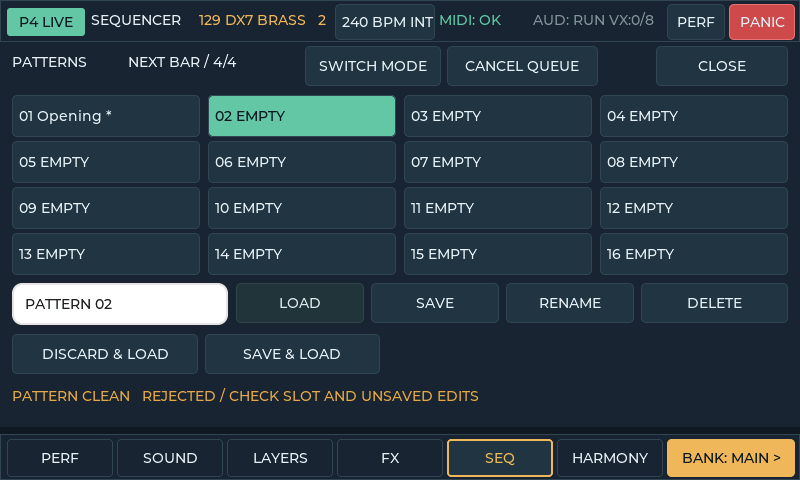 P4 LIVE SEQUENCER 129 DX7 BRASS 2 240 BPM INT MIDI: OK AUD: RUN VX:0/8 PERF PANIC
PATTERNS NEXT BAR / 4/4 SWITCH MODE CANCEL QUEUE CLOSE
01 Opening * 02 EMPTY 03 EMPTY 04 EMPTY
05 EMPTY 06 EMPTY 07 EMPTY 08 EMPTY
09 EMPTY 10 EMPTY 11 EMPTY 12 EMPTY
13 EMPTY 14 EMPTY 15 EMPTY 16 EMPTY
PATTERN 02 LOAD SAVE RENAME DELETE
DISCARD & LOAD SAVE & LOAD
PATTERN CLEAN REJECTED / CHECK SLOT AND UNSAVED EDITS
PERF SOUND LAYERS FX SEQ HARMONY BANK: MAIN >